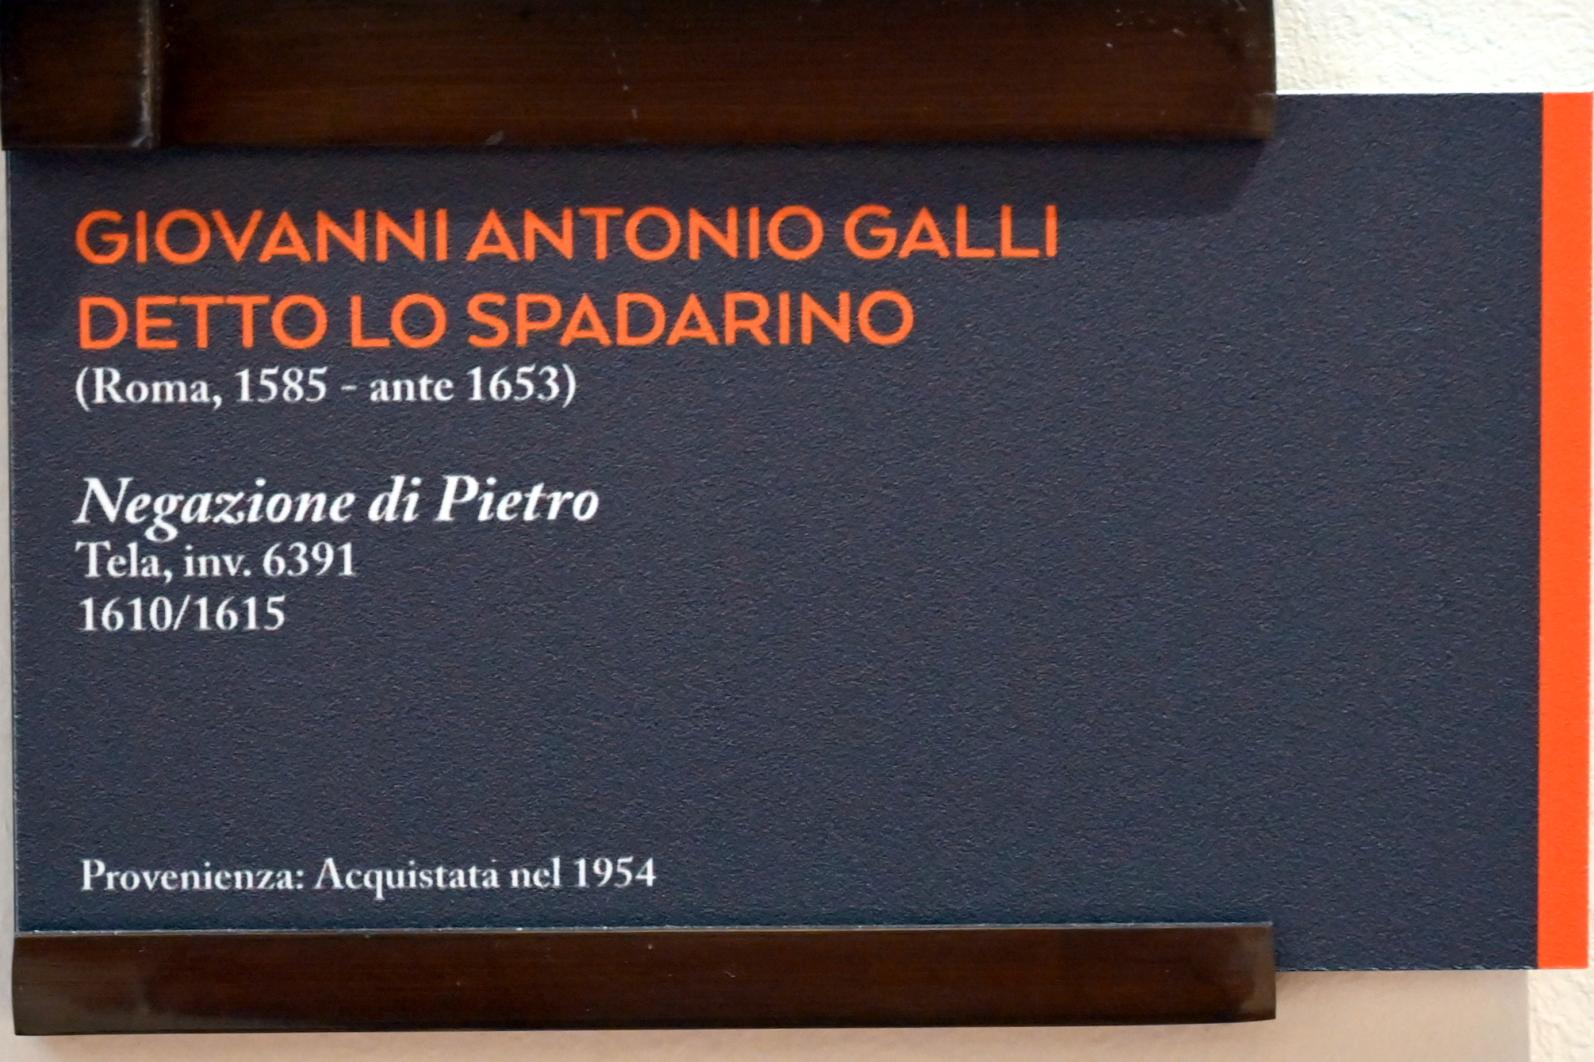 GIOVANNI ANTONIO GALLI
DETTO LO SPADARINO
(Roma, 1585 - ante 1653)
Negazione di Pietro
Tela, inv. 6391
1610/1615
Provenienza: Acquistata nel 1954